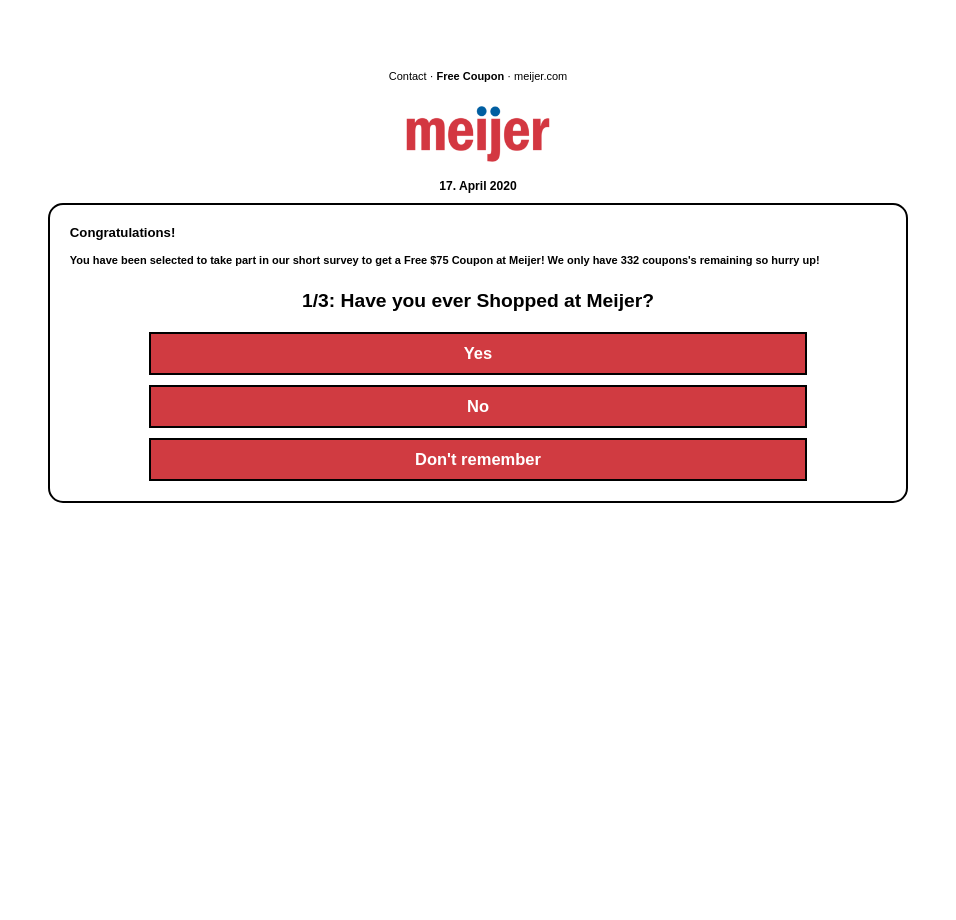 Contact · Free Coupon · meijer.com
meijer
17. April 2020
Congratulations!
You have been selected to take part in our short survey to get a Free $75 Coupon at Meijer! We only have 332 coupons's remaining so hurry up!
1/3: Have you ever Shopped at Meijer?
Yes
No
Don't remember